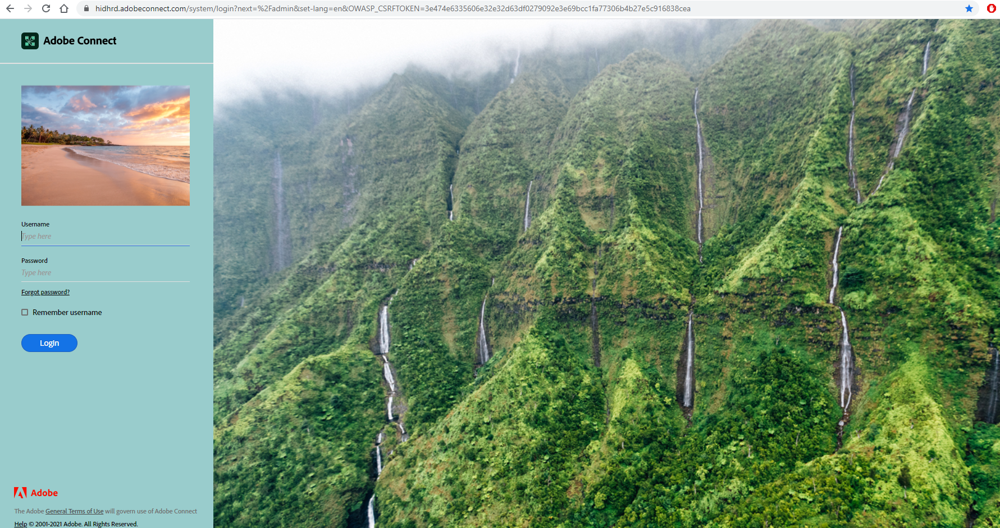 hidhrd.adobeconnect.com/system/login?next=%2Fadmin&set-lang=en&OWASP_CSRFTOKEN=3e474e6335606e32e32d63df0279092e3e69bcc1fa77306b4b27e5c916838cea
Adobe Connect
Username
Type here
Password
Type here
Forgot password?
Remember username
Login
Adobe
The Adobe General Terms of Use will govern use of Adobe Connect
Help © 2001-2021 Adobe. All Rights Reserved.